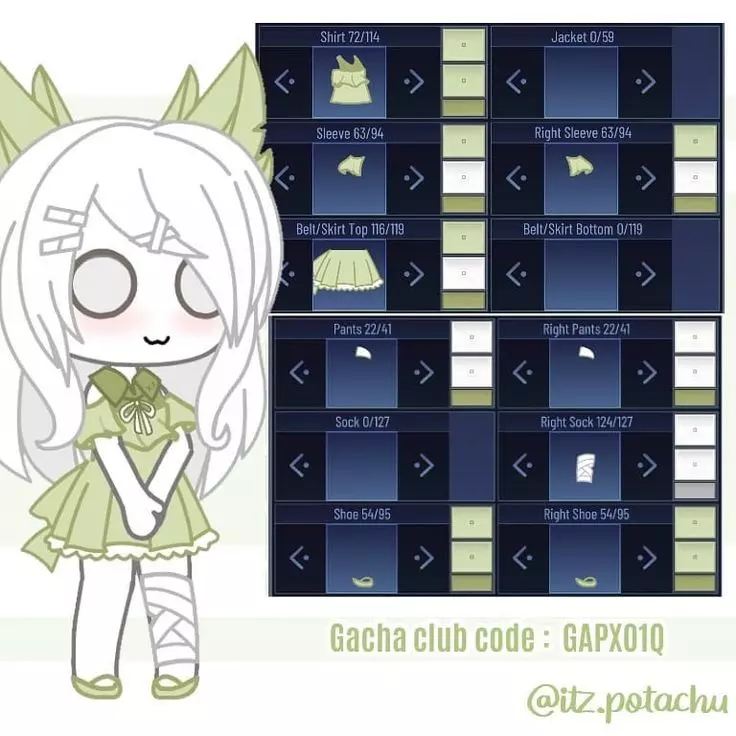 Shirt 72/114
Jacket 0/59
Sleeve 63/94
Right Sleeve 63/94
Belt/Skirt Top 116/119
Belt/Skirt Bottom 0/119
Pants 22/41
Right Pants 22/41
Sock 0/127
Right Sock 124/127
Shoe 54/95
Right Shoe 54/95
Gacha club code : GAPX01Q
@itz.potachu